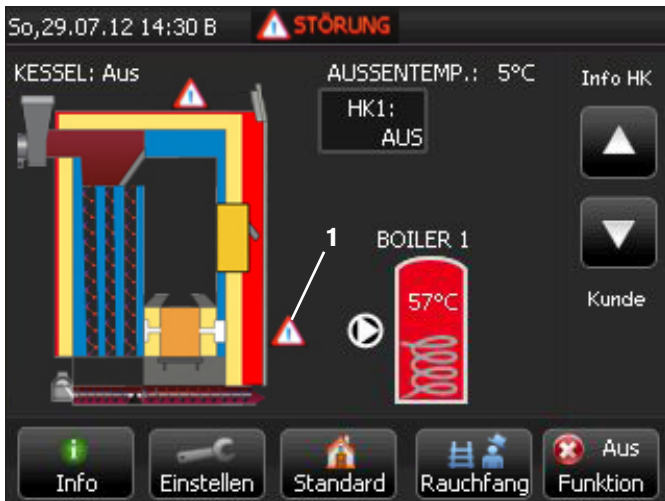 So,29.07.12 14:30 B STÖRUNG
KESSEL: Aus
AUSSENTEMP.: 5°C
Info HK
HK1:
AUS
1
BOILER 1
57°C
Kunde
Info
Einstellen
Standard
Rauchfang
Aus
Funktion